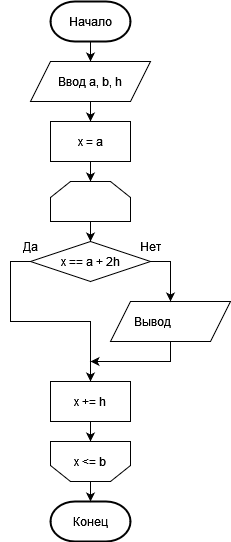 Начало
Ввод a, b, h
x = a
Да
Нет
x == a + 2h
Вывод
x += h
x <= b
Конец